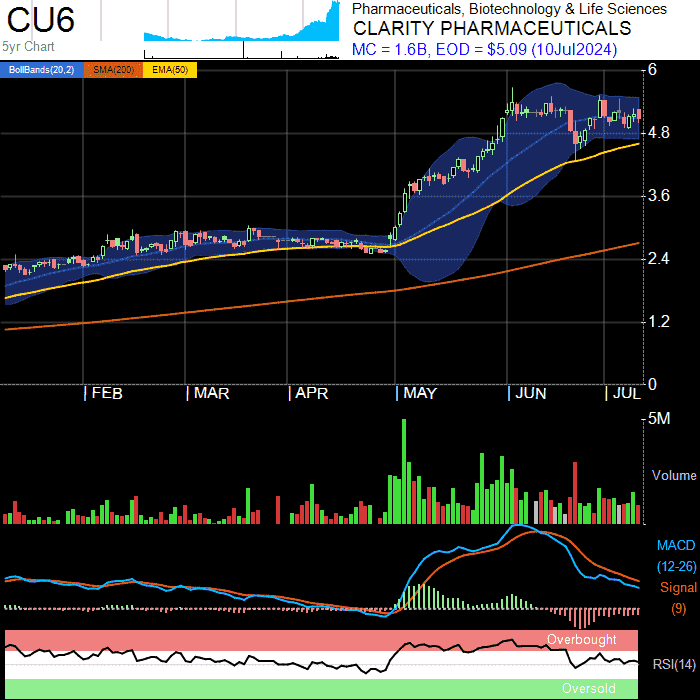 CU6
5yr Chart
Pharmaceuticals, Biotechnology & Life Sciences
CLARITY PHARMACEUTICALS
MC = 1.6B, EOD = $5.09 (10Jul2024)
BollBands(20,2) SMA(200) EMA(50)
6
4.8
3.6
2.4
1.2
0
FEB MAR APR MAY JUN JUL
5M
Volume
MACD
(12-26)
Signal
(9)
Overbought
RSI(14)
Oversold